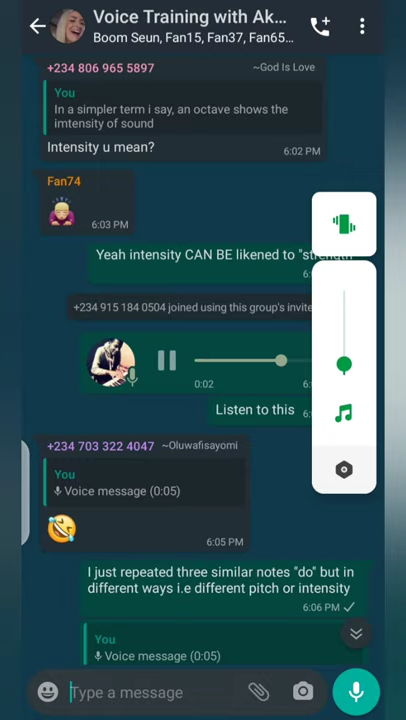 Voice Training with Ak...
Boom Seun, Fan15, Fan37, Fan65...
+234 806 965 5897
~God Is Love
You
In a simpler term i say, an octave shows the
imtensity of sound
Intensity u mean?
6:02 PM
Fan74
6:03 PM
Yeah intensity CAN BE likened to "strength
6:
+234 915 184 0504 joined using this group's invite
0:02
6:
Listen to this
6:
+234 703 322 4047
~Oluwafisayomi
You
Voice message (0:05)
6:05 PM
I just repeated three similar notes "do" but in
different ways i.e different pitch or intensity
6:06 PM
You
Voice message (0:05)
Type a message